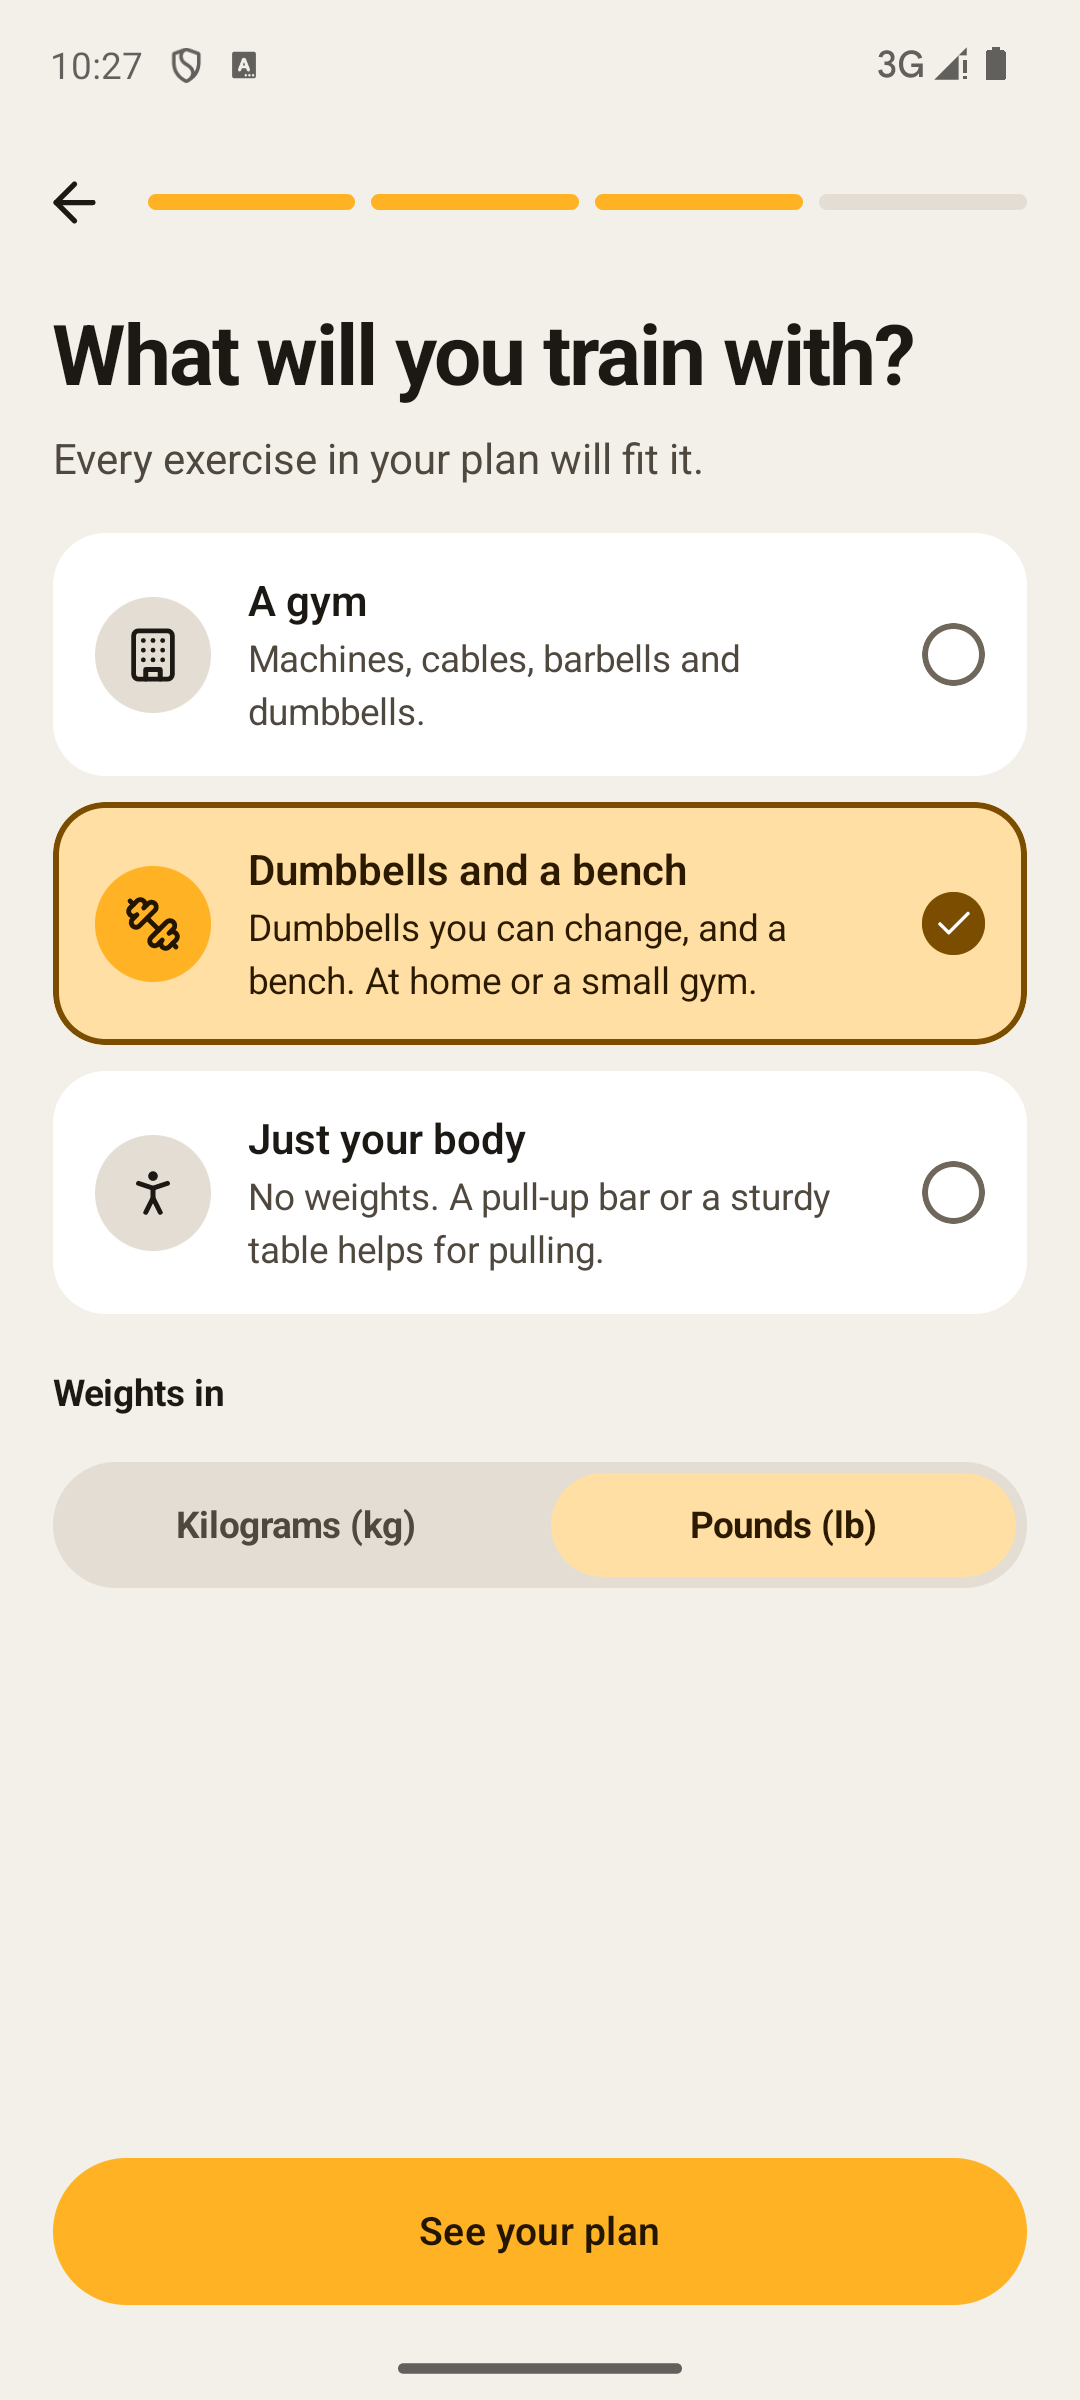 10:27
3G
What will you train with?
Every exercise in your plan will fit it.
A gym
Machines, cables, barbells and
dumbbells.
Dumbbells and a bench
Dumbbells you can change, and a
bench. At home or a small gym.
Just your body
No weights. A pull-up bar or a sturdy
table helps for pulling.
Weights in
Kilograms (kg)
Pounds (lb)
See your plan